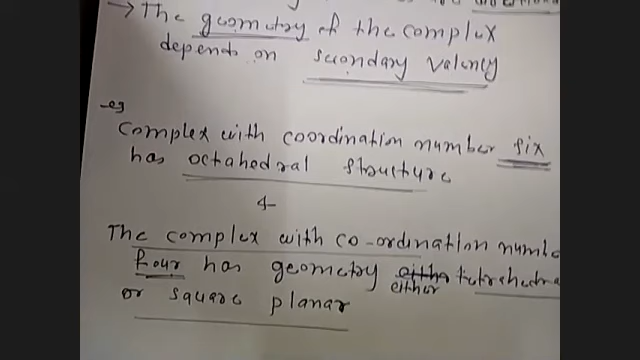 → The geometry of the complex
depends on secondary valency
eg
complex with coordination number six
has octahedral structure
4-
The complex with co-ordination numbe
four has geometry either tetrahedra
or square planar